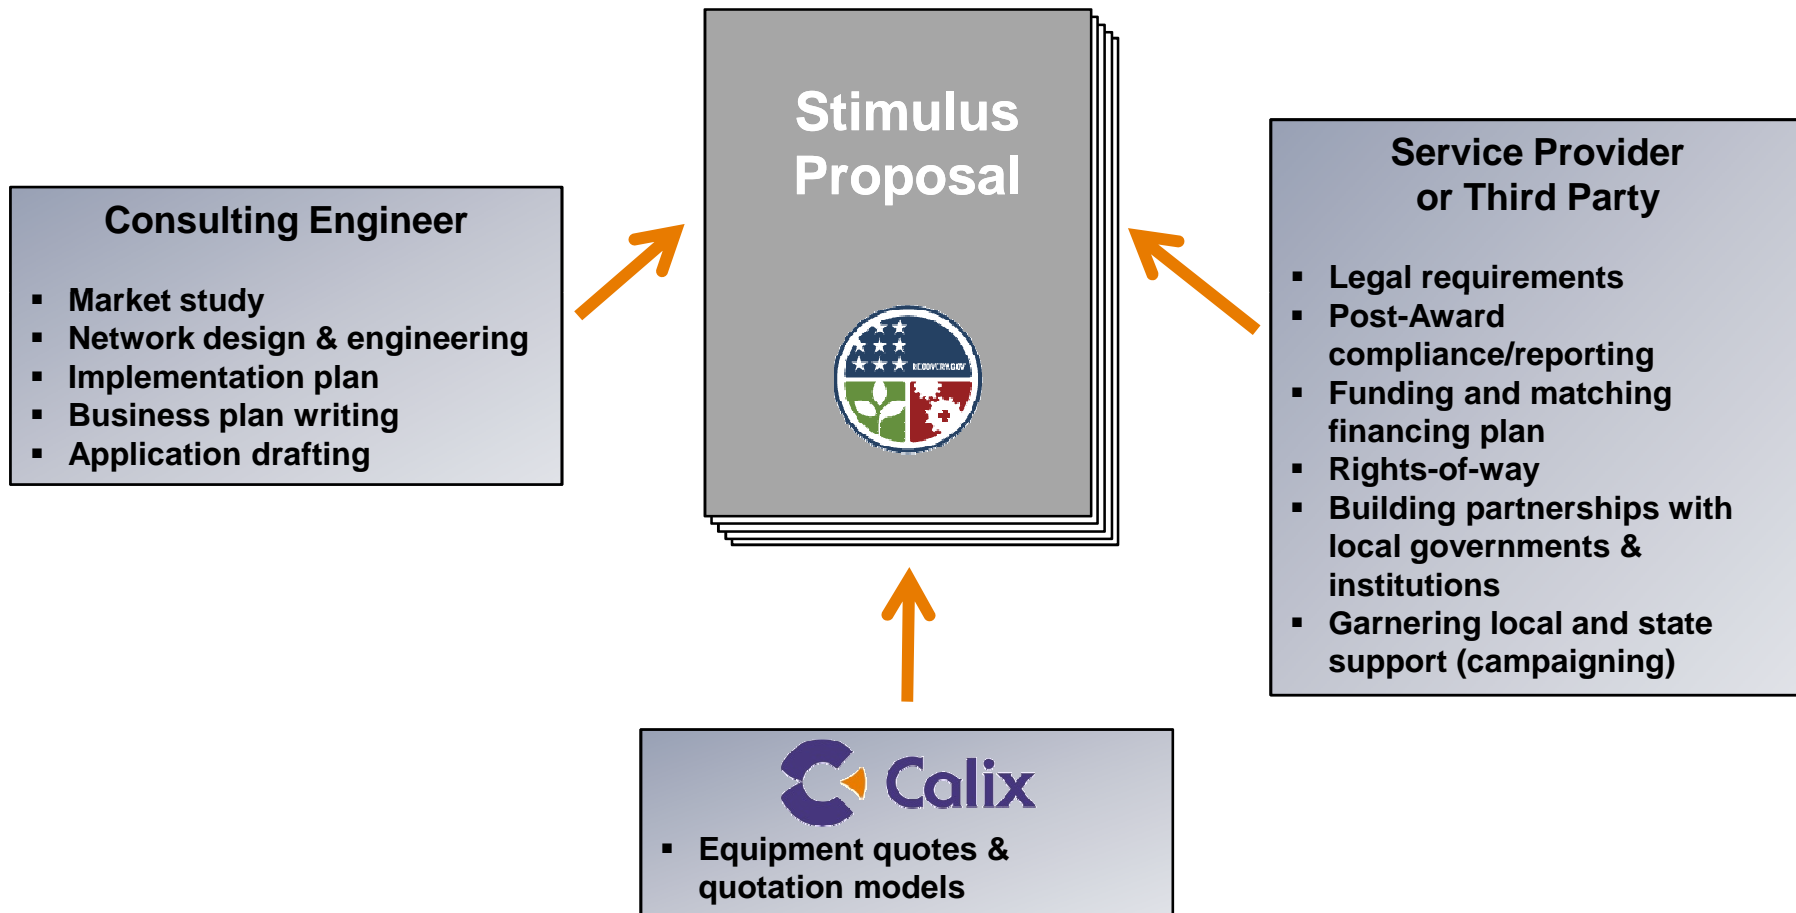 Stimulus
Proposal
RECOVERY.GOV
Consulting Engineer
▪ Market study
▪ Network design & engineering
▪ Implementation plan
▪ Business plan writing
▪ Application drafting
Service Provider
or Third Party
▪ Legal requirements
▪ Post-Award
compliance/reporting
▪ Funding and matching
financing plan
▪ Rights-of-way
▪ Building partnerships with
local governments &
institutions
▪ Garnering local and state
support (campaigning)
Calix
▪ Equipment quotes &
quotation models